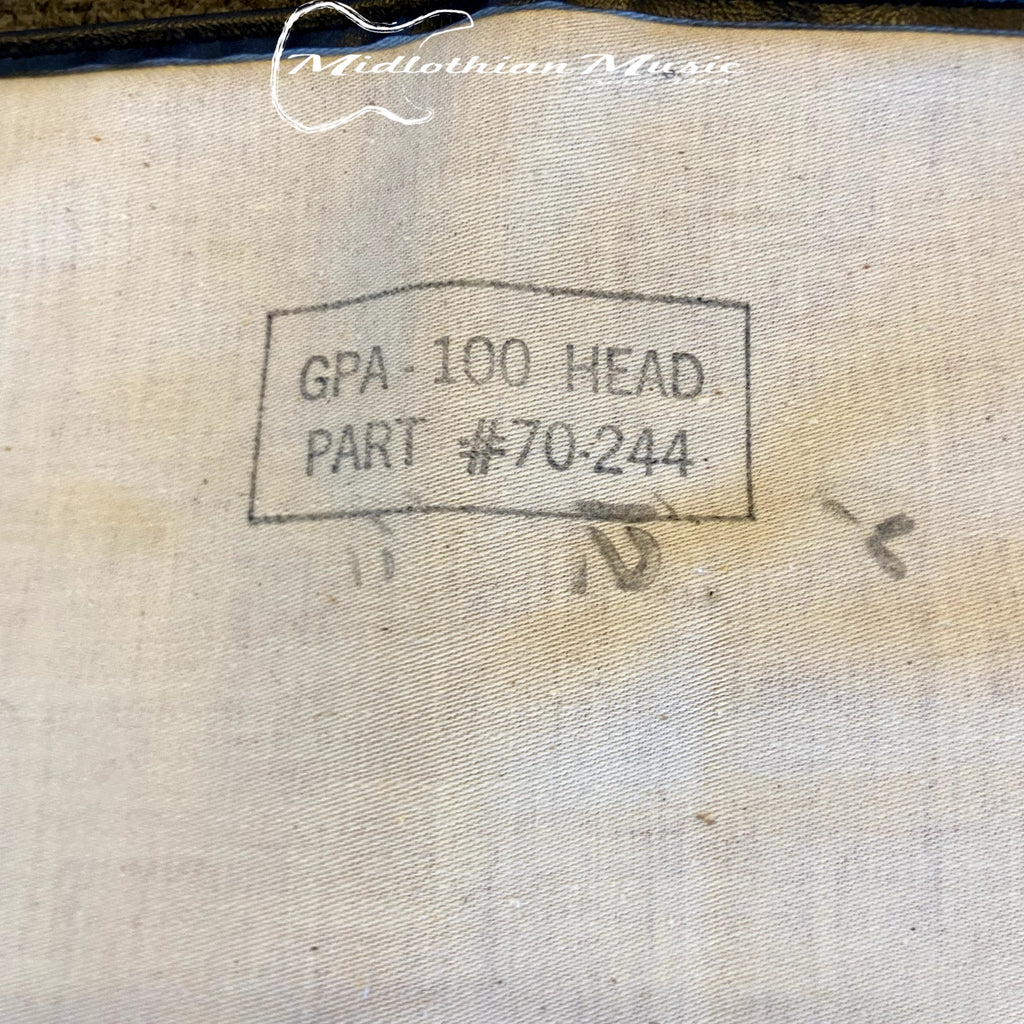 Midlothian Music
GPA-100 HEAD
PART #70-244